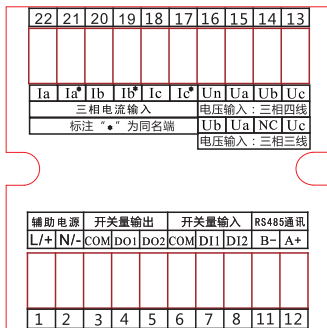 22 21 20 19 18 17 16 15 14 13
Ia Ia* Ib Ib* Ic Ic* Un Ua Ub Uc
三相电流输入 电压输入：三相四线
标注“*”为同名端 Ub Ua NC Uc
电压输入：三相三线
辅助电源 开关量输出 开关量输入 RS485通讯
L/+ N/- COM DO1 DO2 COM DI1 DI2 B- A+
1 2 3 4 5 6 7 8 11 12